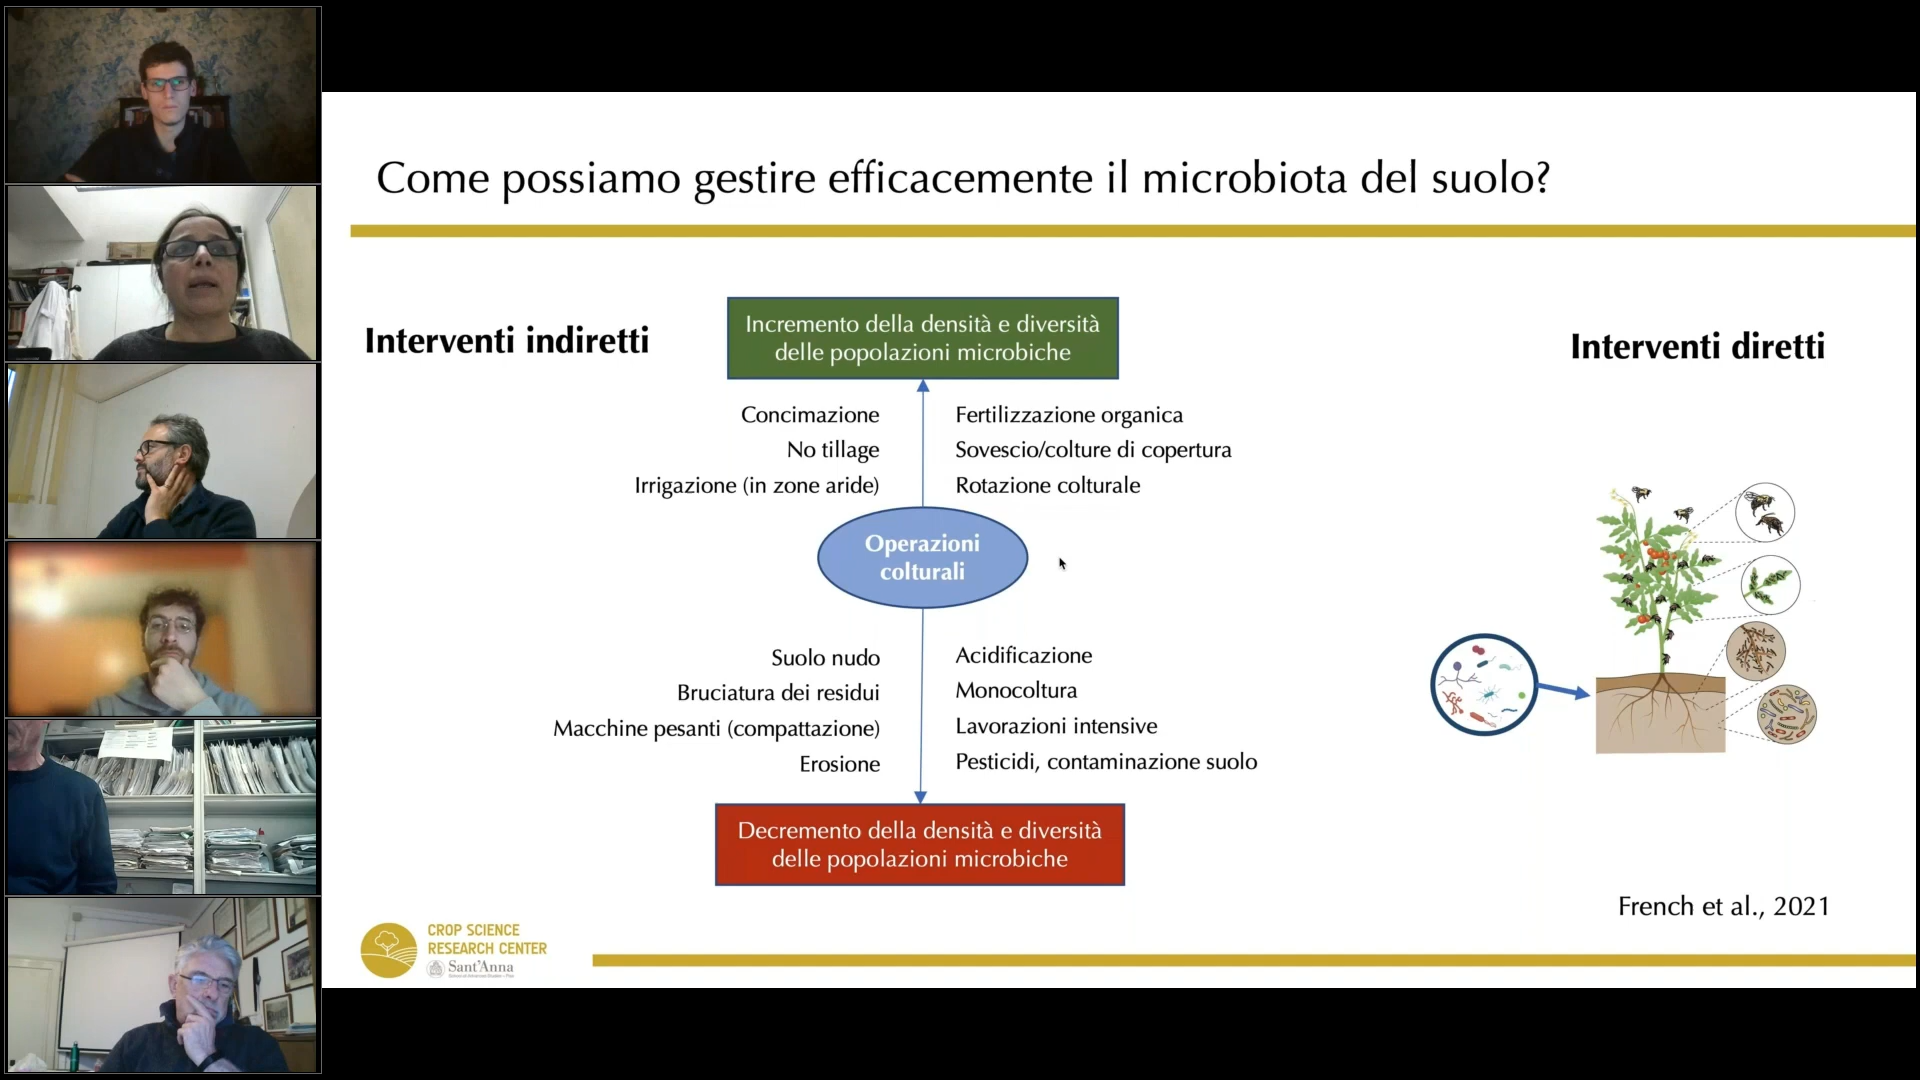 Come possiamo gestire efficacemente il microbiota del suolo?
Interventi indiretti
Incremento della densità e diversità
delle popolazioni microbiche
Interventi diretti
Concimazione
No tillage
Irrigazione (in zone aride)
Fertilizzazione organica
Sovescio/colture di copertura
Rotazione colturale
Operazioni
colturali
Suolo nudo
Bruciatura dei residui
Macchine pesanti (compattazione)
Erosione
Acidificazione
Monocoltura
Lavorazioni intensive
Pesticidi, contaminazione suolo
Decremento della densità e diversità
delle popolazioni microbiche
French et al., 2021
CROP SCIENCE
RESEARCH CENTER
Sant'Anna